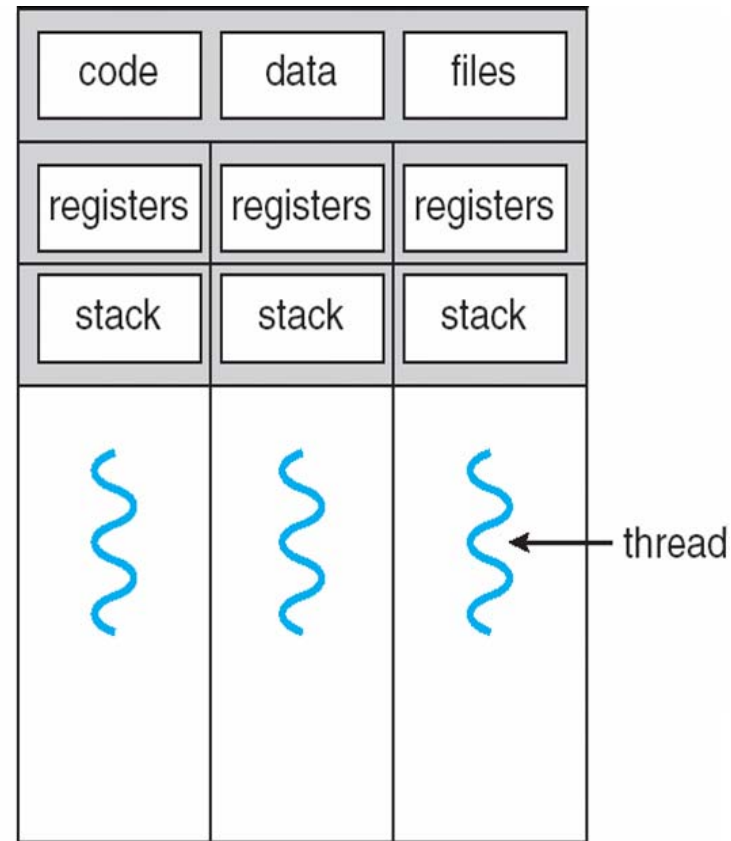 code data files
registers registers registers
stack stack stack
thread